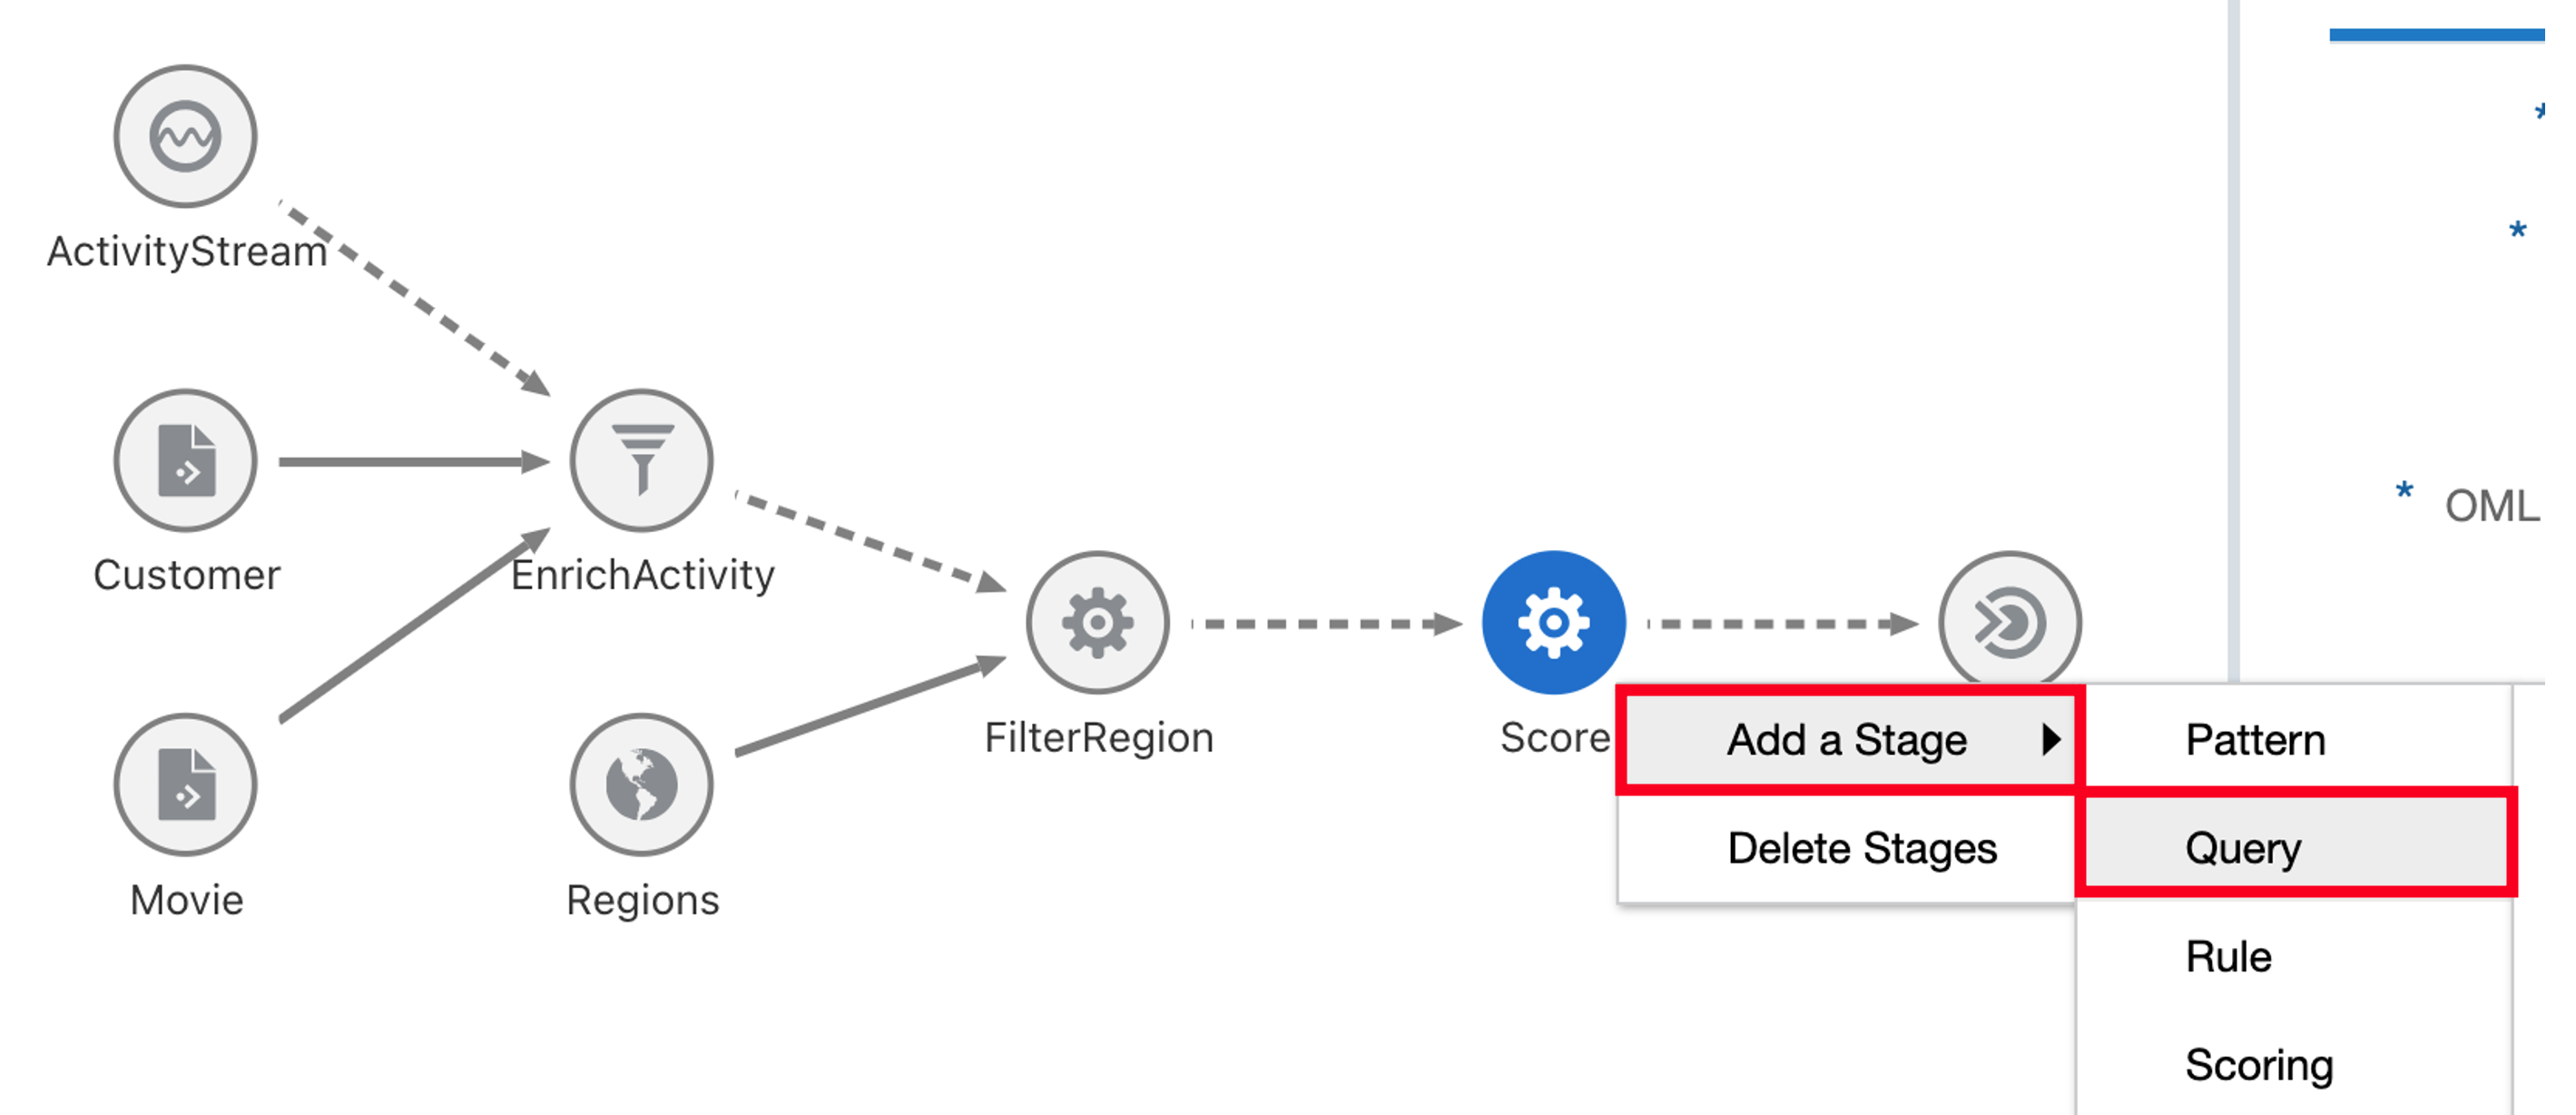 ActivityStream
*
*
* OML
Customer
EnrichActivity
FilterRegion
Score
Add a Stage
Pattern
Delete Stages
Query
Movie
Regions
Rule
Scoring